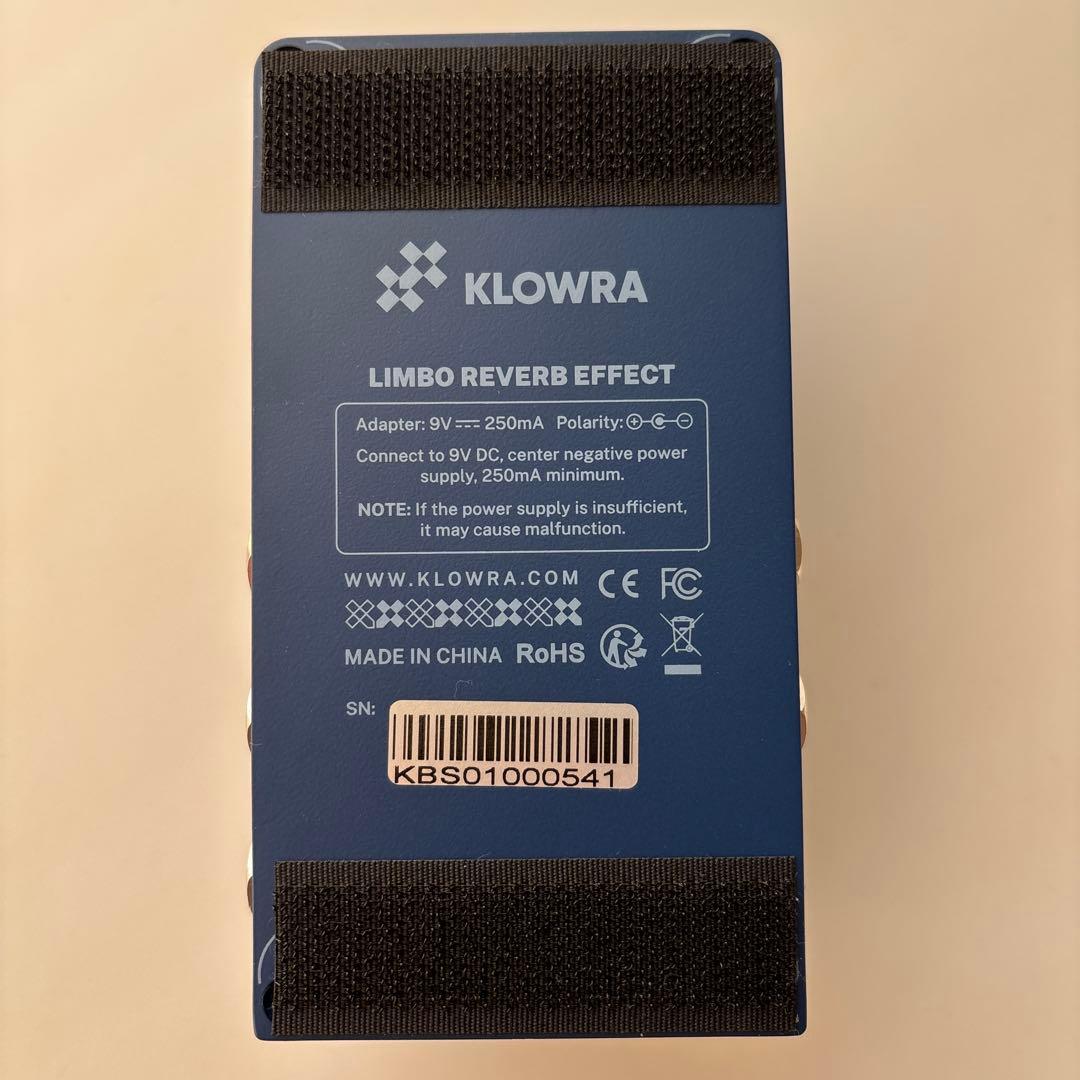 KLOWRA
LIMBO REVERB EFFECT
Adapter: 9V⎓250mA Polarity:
Connect to 9V DC, center negative power
supply, 250mA minimum.
NOTE: If the power supply is insufficient,
it may cause malfunction.
WWW.KLOWRA.COM CE FC
MADE IN CHINA RoHS
SN:
KBS01000541